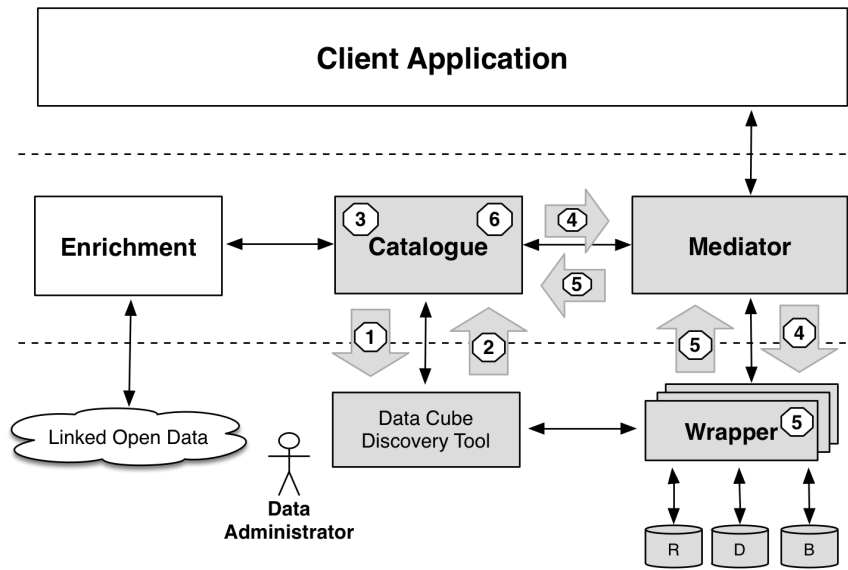 Client Application
3
6
4
Enrichment
Catalogue
Mediator
5
1
2
5
4
Linked Open Data
Data Cube
Discovery Tool
Wrapper
5
Data
Administrator
R
D
B